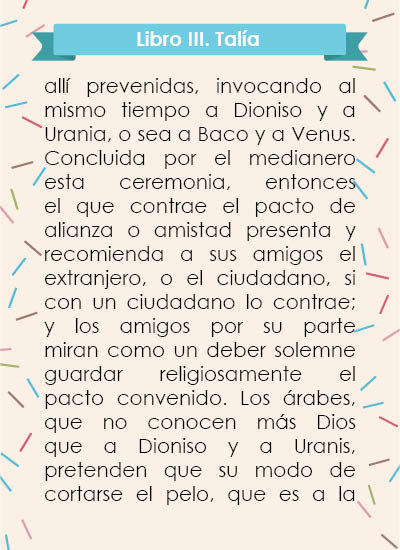 Libro III. Talía
allí prevenidas, invocando al
mismo tiempo a Dioniso y a
Urania, o sea a Baco y a Venus.
Concluida por el medianero
esta ceremonia, entonces
el que contrae el pacto de
alianza o amistad presenta y
recomienda a sus amigos el
extranjero, o el ciudadano, si
con un ciudadano lo contrae;
y los amigos por su parte
miran como un deber solemne
guardar religiosamente el
pacto convenido. Los árabes,
que no conocen más Dios
que a Dioniso y a Uranis,
pretenden que su modo de
cortarse el pelo, que es a la